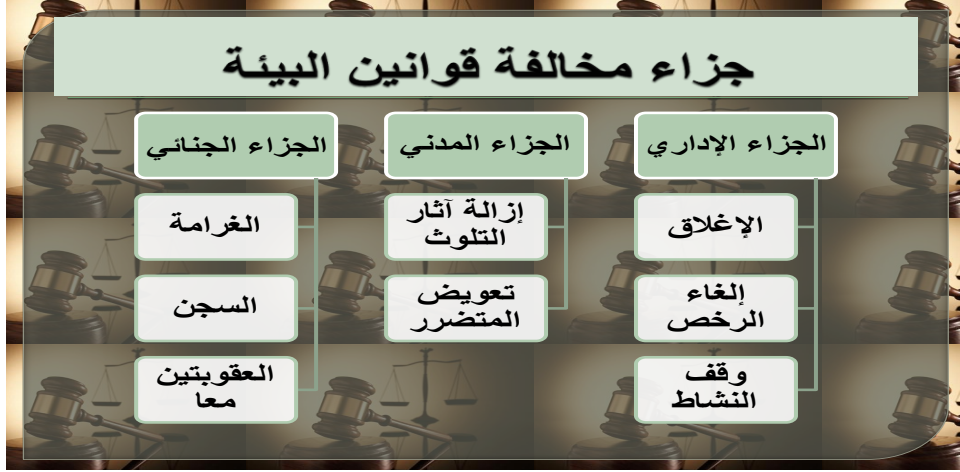 جزاء مخالفة قوانين البيئة
الجزاء الإداري
الإغلاق
إلغاء
الرخص
وقف
النشاط
الجزاء المدني
إزالة آثار
التلوث
تعويض
المتضرر
الجزاء الجنائي
الغرامة
السجن
العقوبتين
معا